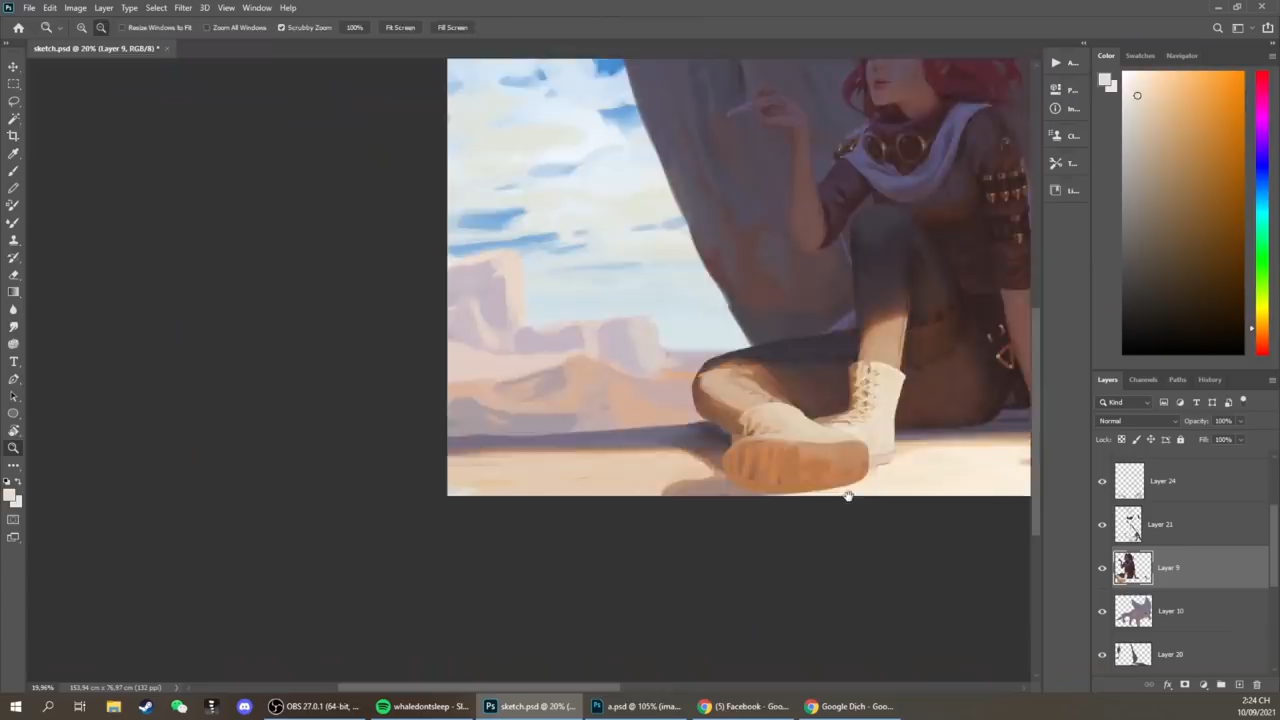 File Edit Image Layer Type Select Filter 3D View Window Help
Resize Windows to Fit Zoom All Windows Scrubby Zoom 100% Fit Screen Fill Screen
sketch.psd @ 20% (Layer 9, RGB/8) *
A...
P...
In...
Cl...
T...
Li...
Color Swatches Navigator
Layers Channels Paths History
Kind
Normal Opacity: 100%
Lock: Fill: 100%
Layer 24
Layer 21
Layer 9
Layer 10
Layer 20
19,96% 153,94 cm x 76,97 cm (132 ppi)
OBS 27.0.1 (64-bit, ... whaledontsleep - Sl... sketch.psd @ 20% (... a.psd @ 105% (ima... (5) Facebook - Goo... Google Dịch - Goo...
2:24 CH
10/09/2021